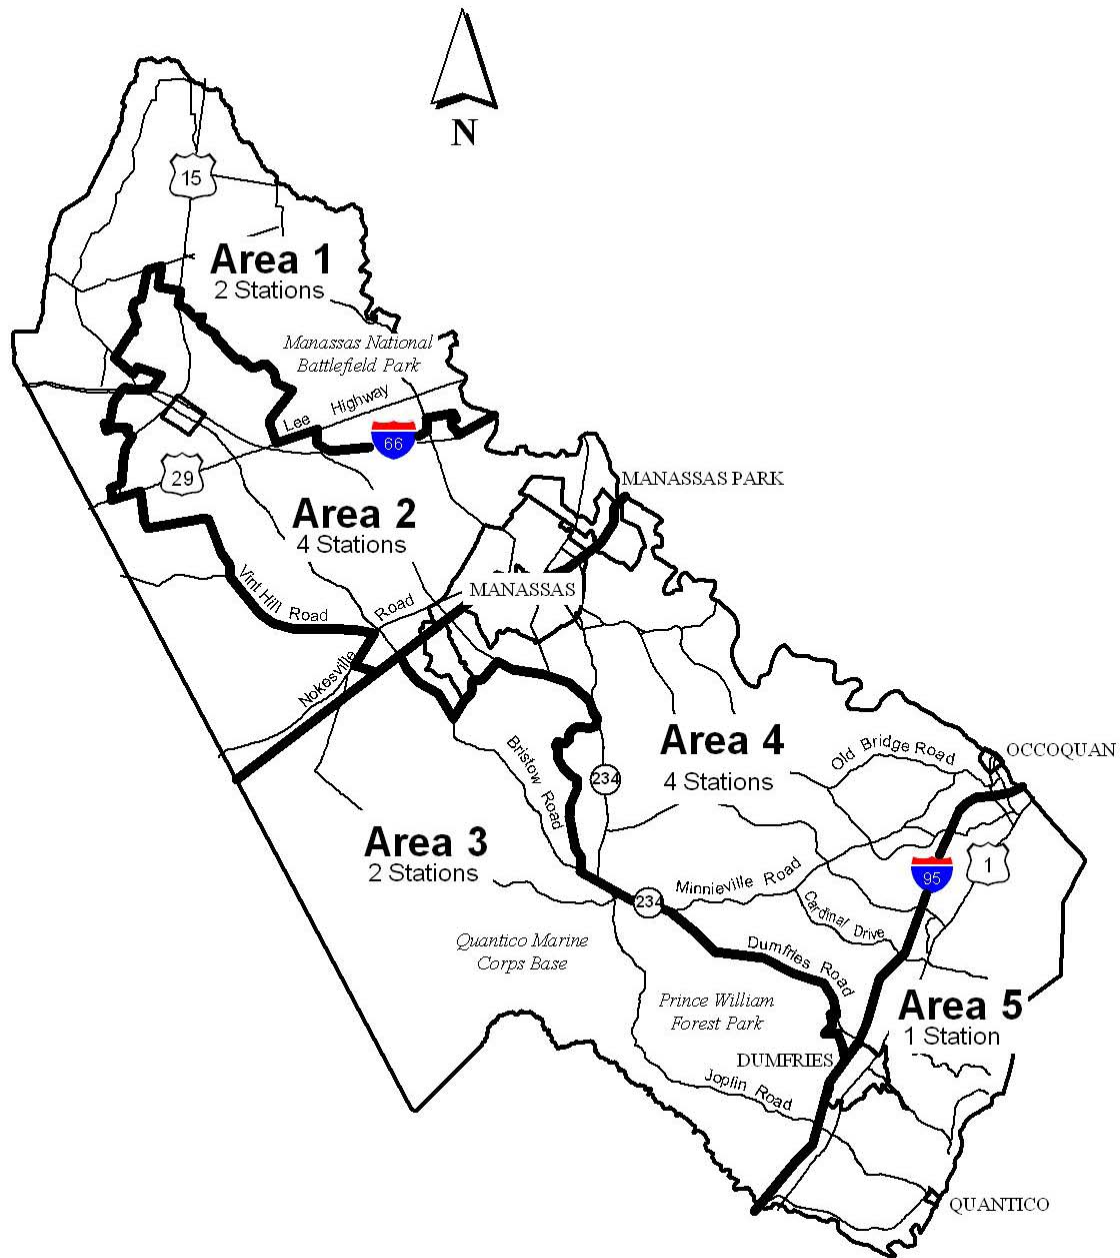 N
15
Area 1
2 Stations
Manassas National
Battlefield Park
Lee Highway
66
29
MANASSAS PARK
Area 2
4 Stations
MANASSAS
Vint Hill Road
Road
Nokesville
Area 4
4 Stations
Old Bridge Road
OCCOQUAN
Bristow Road
234
Area 3
2 Stations
95
1
Minnieville Road
234
Cardinal Drive
Quantico Marine
Corps Base
Dumfries Road
Prince William
Forest Park
Area 5
1 Station
DUMFRIES
Joplin Road
QUANTICO